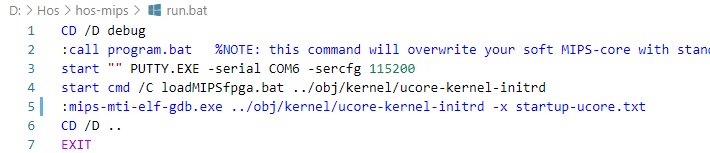 D: > Hos > hos-mips > run.bat
1 CD /D debug
2 :call program.bat %NOTE: this command will overwrite your soft MIPS-core with stand
3 start "" PUTTY.EXE -serial COM6 -sercfg 115200
4 start cmd /C loadMIPSfpga.bat ../obj/kernel/ucore-kernel-initrd
5 :mips-mti-elf-gdb.exe ../obj/kernel/ucore-kernel-initrd -x startup-ucore.txt
6 CD /D ..
7 EXIT